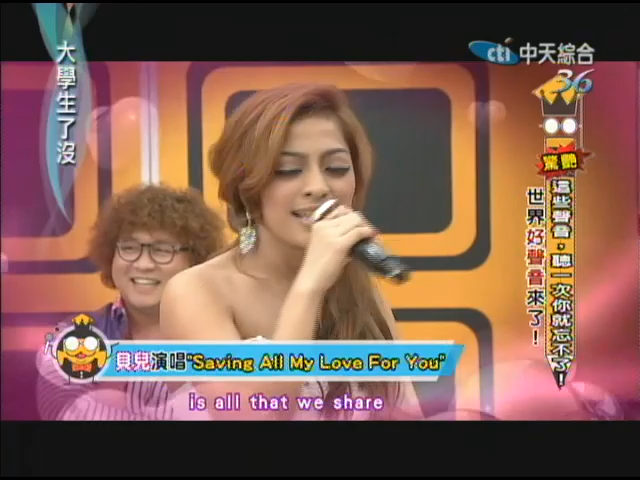 大學生了沒
cti 中天綜合
36
驚艷
這些聲音，聽一次你就忘不了！
世界好聲音來了！
貝兒演唱"Saving All My Love For You"
is all that we share